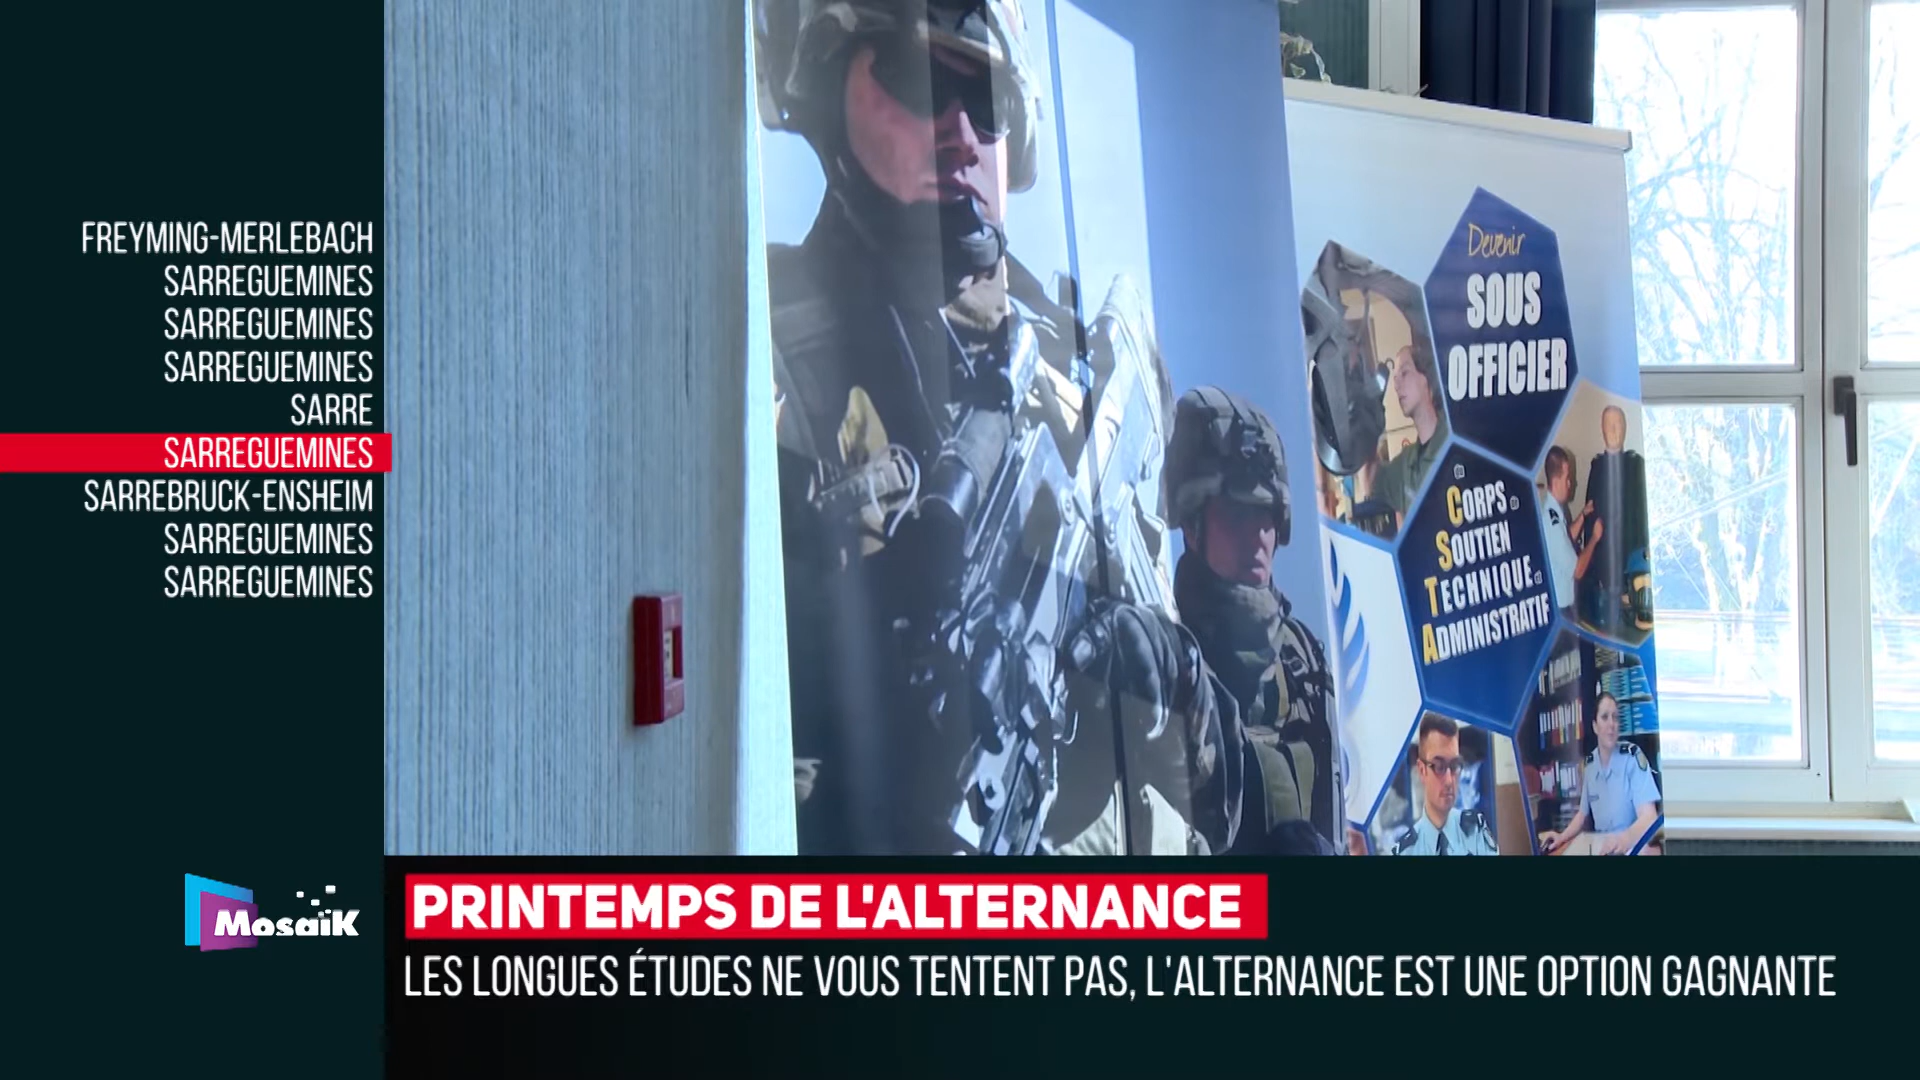 FREYMING-MERLEBACH
SARREGUEMINES
SARREGUEMINES
SARREGUEMINES
SARRE
SARREGUEMINES
SARREBRUCK-ENSHEIM
SARREGUEMINES
SARREGUEMINES
Devenir
SOUS
OFFICIER
CORPS
SOUTIEN
TECHNIQUE
ADMINISTRATIF
MosaïK
PRINTEMPS DE L'ALTERNANCE
LES LONGUES ÉTUDES NE VOUS TENTENT PAS, L'ALTERNANCE EST UNE OPTION GAGNANTE